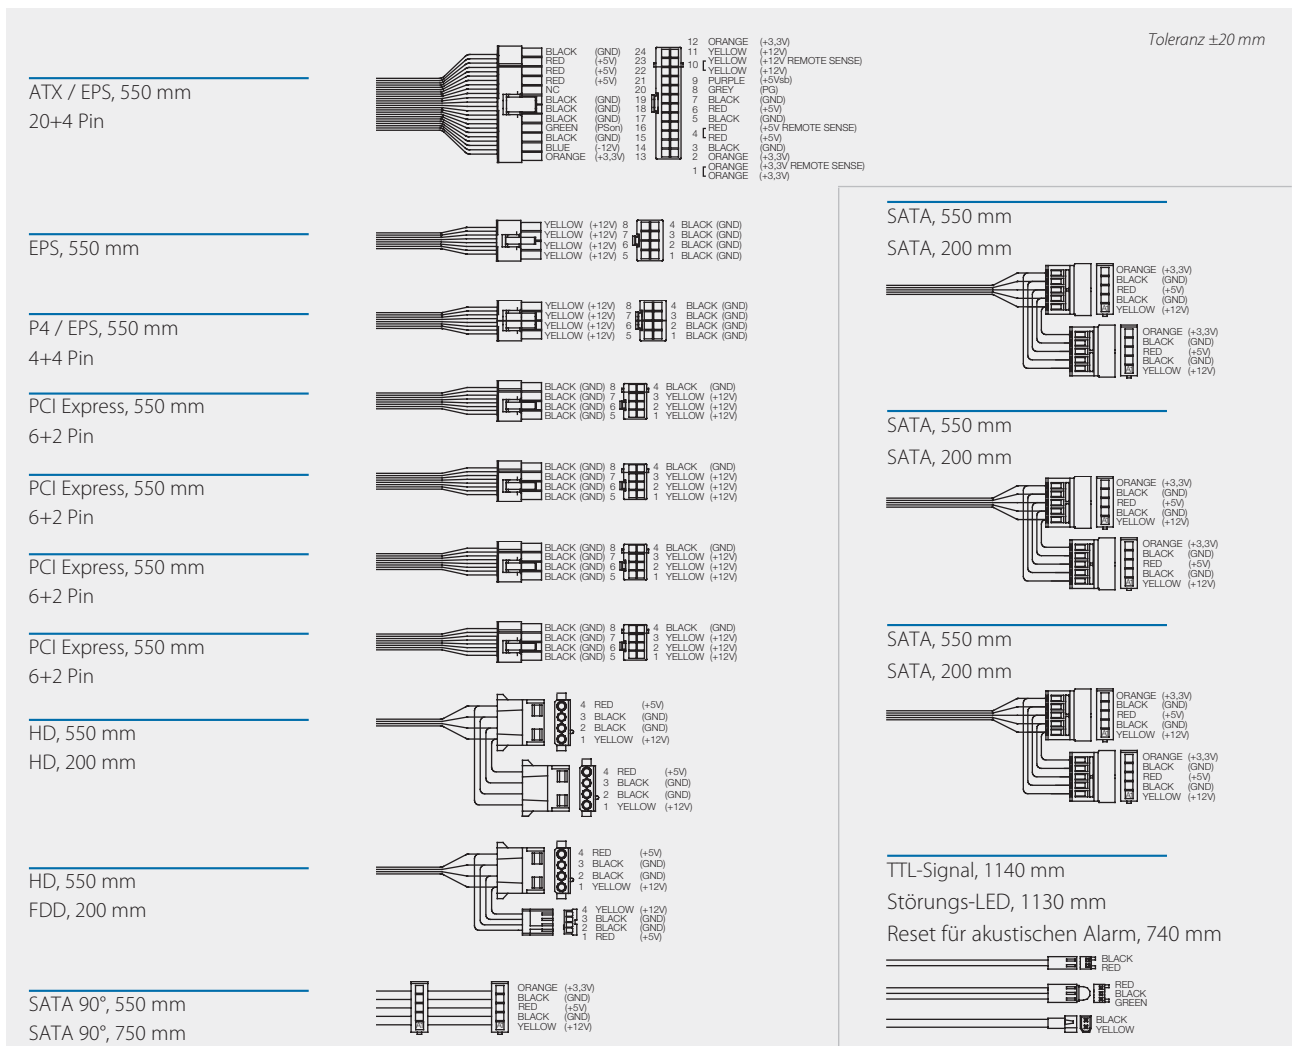 Toleranz ±20 mm
ATX / EPS, 550 mm
20+4 Pin
BLACK (GND) 24
RED (+5V) 23
RED (+5V) 22
RED (+5V) 21
NC 20
BLACK (GND) 19
BLACK (GND) 18
BLACK (GND) 17
GREEN (PSon) 16
BLACK (GND) 15
BLUE (-12V) 14
ORANGE (+3,3V) 13
12 ORANGE (+3,3V)
11 YELLOW (+12V)
10 YELLOW (+12V REMOTE SENSE)
YELLOW (+12V)
9 PURPLE (+5Vsb)
8 GREY (PG)
7 BLACK (GND)
6 RED (+5V)
5 BLACK (GND)
4 RED (+5V REMOTE SENSE)
RED (+5V)
3 BLACK (GND)
2 ORANGE (+3,3V)
1 ORANGE (+3,3V REMOTE SENSE)
ORANGE (+3,3V)
EPS, 550 mm
YELLOW (+12V) 8 4 BLACK (GND)
YELLOW (+12V) 7 3 BLACK (GND)
YELLOW (+12V) 6 2 BLACK (GND)
YELLOW (+12V) 5 1 BLACK (GND)
P4 / EPS, 550 mm
4+4 Pin
YELLOW (+12V) 8 4 BLACK (GND)
YELLOW (+12V) 7 3 BLACK (GND)
YELLOW (+12V) 6 2 BLACK (GND)
YELLOW (+12V) 5 1 BLACK (GND)
PCI Express, 550 mm
6+2 Pin
BLACK (GND) 8 4 BLACK (GND)
BLACK (GND) 7 3 YELLOW (+12V)
BLACK (GND) 6 2 YELLOW (+12V)
BLACK (GND) 5 1 YELLOW (+12V)
PCI Express, 550 mm
6+2 Pin
BLACK (GND) 8 4 BLACK (GND)
BLACK (GND) 7 3 YELLOW (+12V)
BLACK (GND) 6 2 YELLOW (+12V)
BLACK (GND) 5 1 YELLOW (+12V)
PCI Express, 550 mm
6+2 Pin
BLACK (GND) 8 4 BLACK (GND)
BLACK (GND) 7 3 YELLOW (+12V)
BLACK (GND) 6 2 YELLOW (+12V)
BLACK (GND) 5 1 YELLOW (+12V)
PCI Express, 550 mm
6+2 Pin
BLACK (GND) 8 4 BLACK (GND)
BLACK (GND) 7 3 YELLOW (+12V)
BLACK (GND) 6 2 YELLOW (+12V)
BLACK (GND) 5 1 YELLOW (+12V)
HD, 550 mm
HD, 200 mm
4 RED (+5V)
3 BLACK (GND)
2 BLACK (GND)
1 YELLOW (+12V)
4 RED (+5V)
3 BLACK (GND)
2 BLACK (GND)
1 YELLOW (+12V)
HD, 550 mm
FDD, 200 mm
4 RED (+5V)
3 BLACK (GND)
2 BLACK (GND)
1 YELLOW (+12V)
4 YELLOW (+12V)
3 BLACK (GND)
2 BLACK (GND)
1 RED (+5V)
SATA 90°, 550 mm
SATA 90°, 750 mm
ORANGE (+3,3V)
BLACK (GND)
RED (+5V)
BLACK (GND)
YELLOW (+12V)
SATA, 550 mm
SATA, 200 mm
ORANGE (+3,3V)
BLACK (GND)
RED (+5V)
BLACK (GND)
YELLOW (+12V)
ORANGE (+3,3V)
BLACK (GND)
RED (+5V)
BLACK (GND)
YELLOW (+12V)
SATA, 550 mm
SATA, 200 mm
ORANGE (+3,3V)
BLACK (GND)
RED (+5V)
BLACK (GND)
YELLOW (+12V)
ORANGE (+3,3V)
BLACK (GND)
RED (+5V)
BLACK (GND)
YELLOW (+12V)
SATA, 550 mm
SATA, 200 mm
ORANGE (+3,3V)
BLACK (GND)
RED (+5V)
BLACK (GND)
YELLOW (+12V)
ORANGE (+3,3V)
BLACK (GND)
RED (+5V)
BLACK (GND)
YELLOW (+12V)
TTL-Signal, 1140 mm
Störungs-LED, 1130 mm
Reset für akustischen Alarm, 740 mm
BLACK
RED
RED
BLACK
GREEN
BLACK
YELLOW